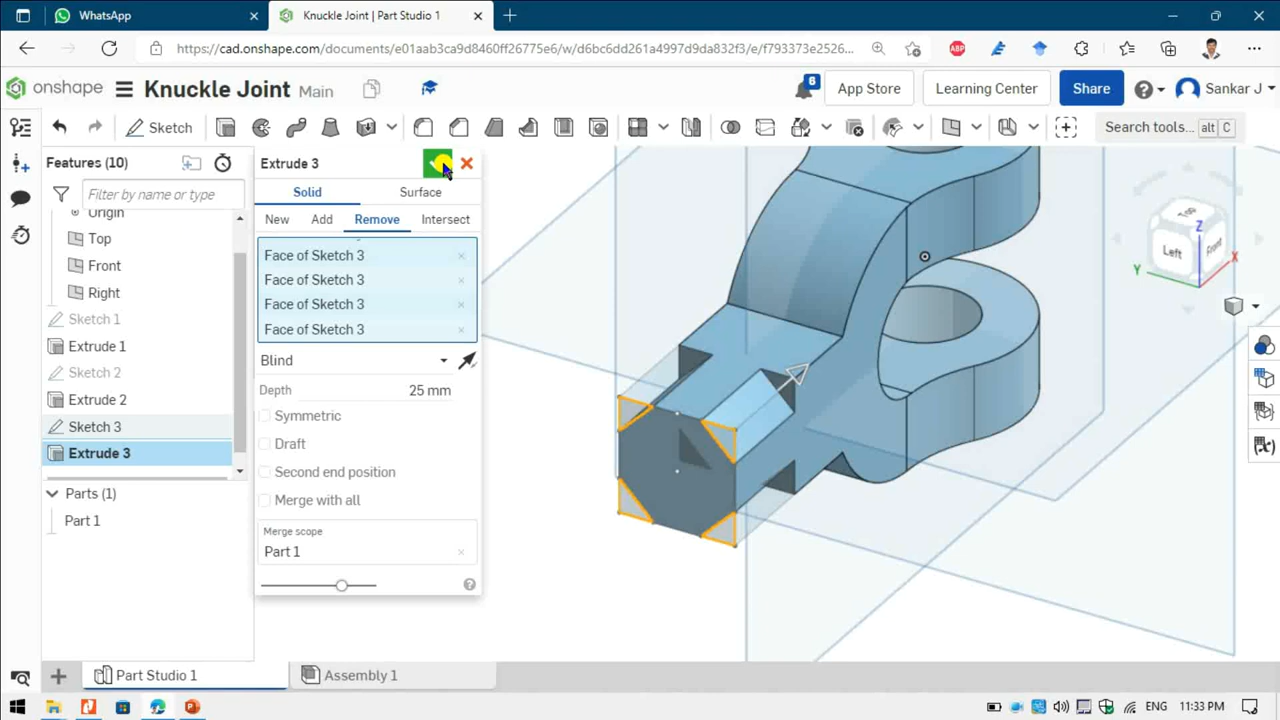 WhatsApp
Knuckle Joint | Part Studio 1
https://cad.onshape.com/documents/e01aab3ca9d8460ff26775e6/w/d6bc6dd361a4997d9da832f3/e/f793373e2526...
ABP
onshape
Knuckle Joint Main
6
App Store
Learning Center
Share
Sankar J
Sketch
Search tools... alt C
Features (10)
Filter by name or type
Origin
Top
Front
Right
Sketch 1
Extrude 1
Sketch 2
Extrude 2
Sketch 3
Extrude 3
Parts (1)
Part 1
Extrude 3
Solid Surface
New Add Remove Intersect
Face of Sketch 3
Face of Sketch 3
Face of Sketch 3
Face of Sketch 3
Blind
Depth 25 mm
Symmetric
Draft
Second end position
Merge with all
Merge scope
Part 1
Top
Left
Front
Z
Y
X
Part Studio 1
Assembly 1
ENG
11:33 PM